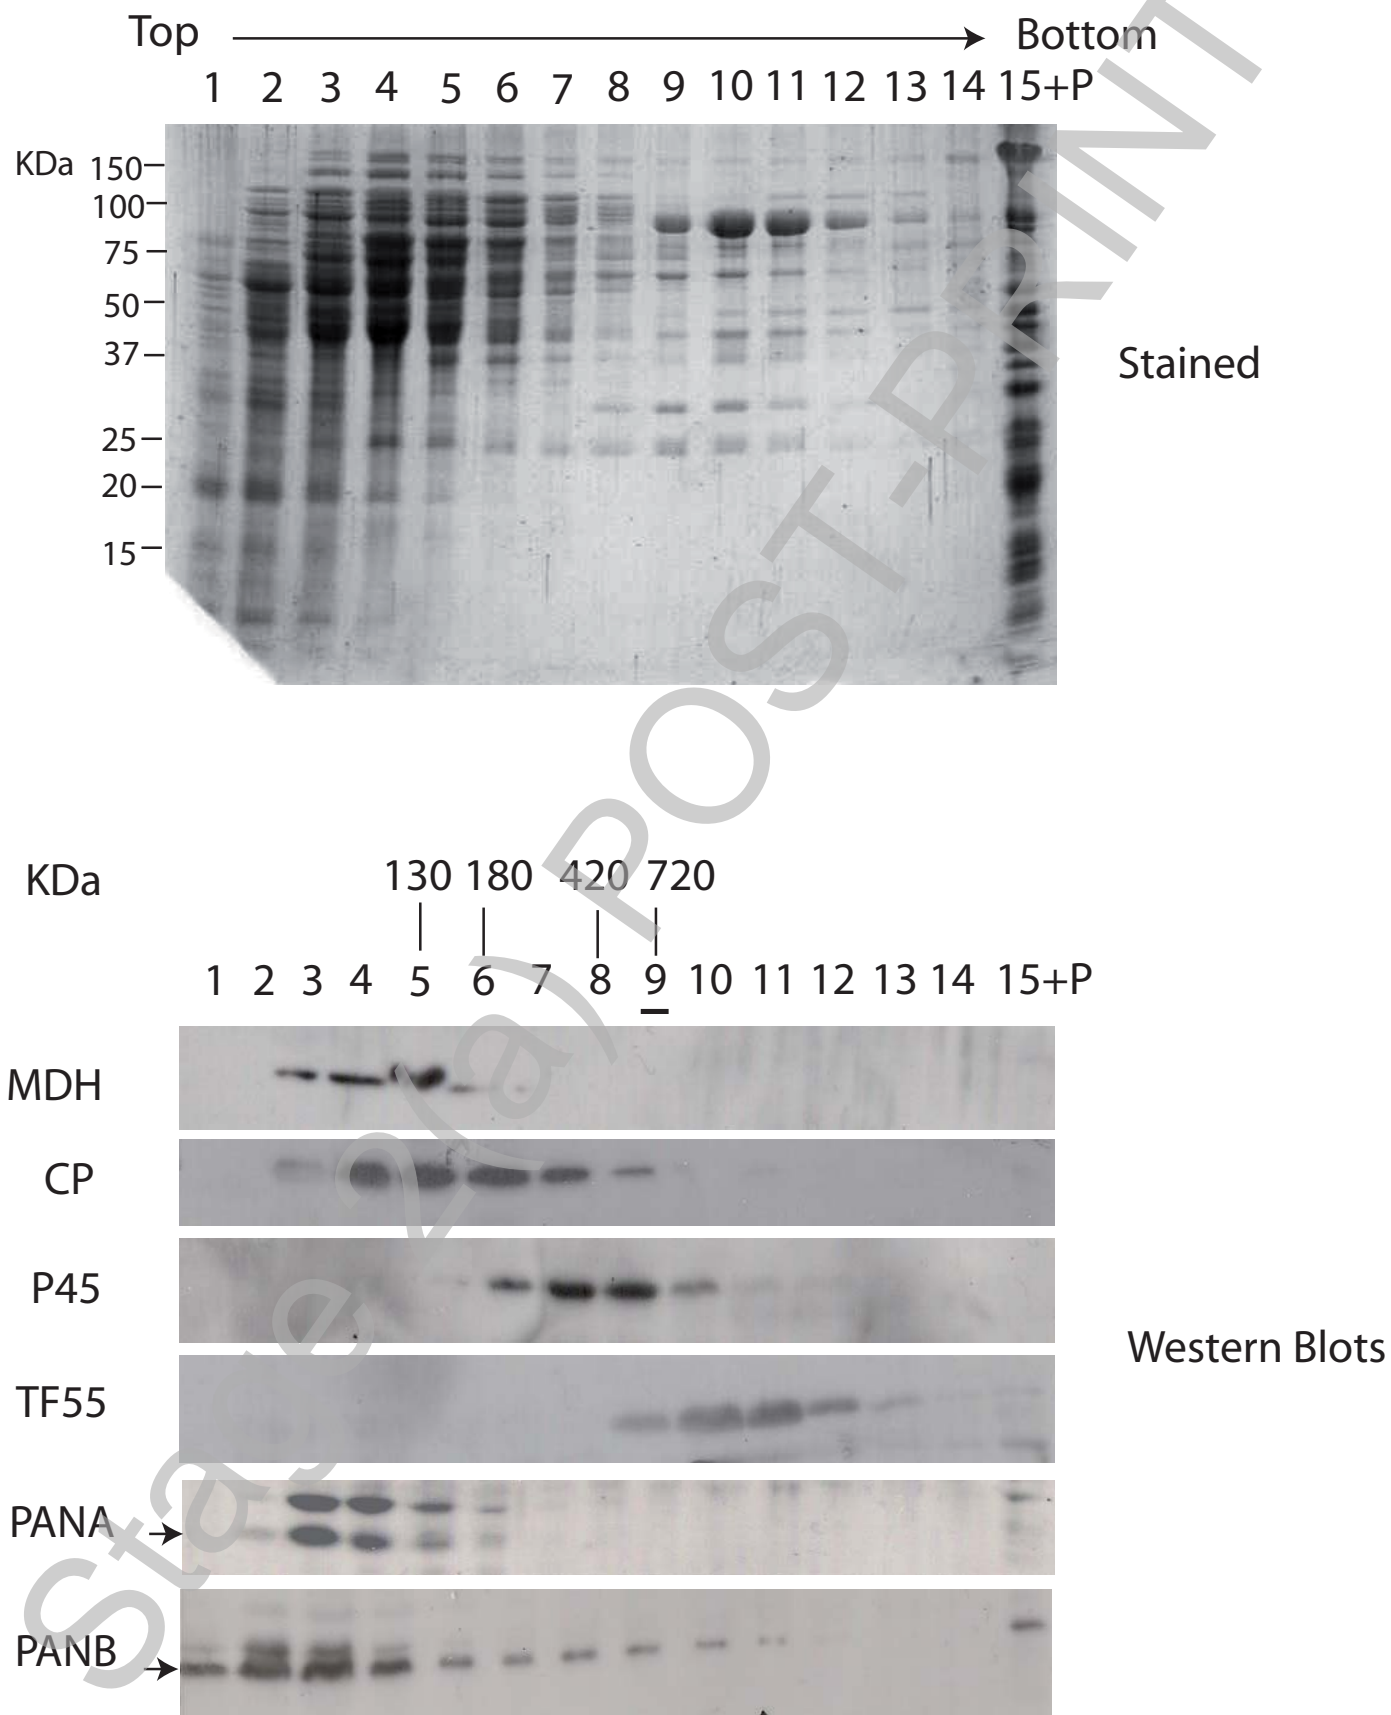 Top Bottom
1 2 3 4 5 6 7 8 9 10 11 12 13 14 15+P
KDa 150
100
75
50
37
25
20
15
Stained
KDa 130 180 420 720
1 2 3 4 5 6 7 8 9 10 11 12 13 14 15+P
MDH
CP
P45
TF55
PANA
PANB
Western Blots
Stage 2(a) POST-PRINT